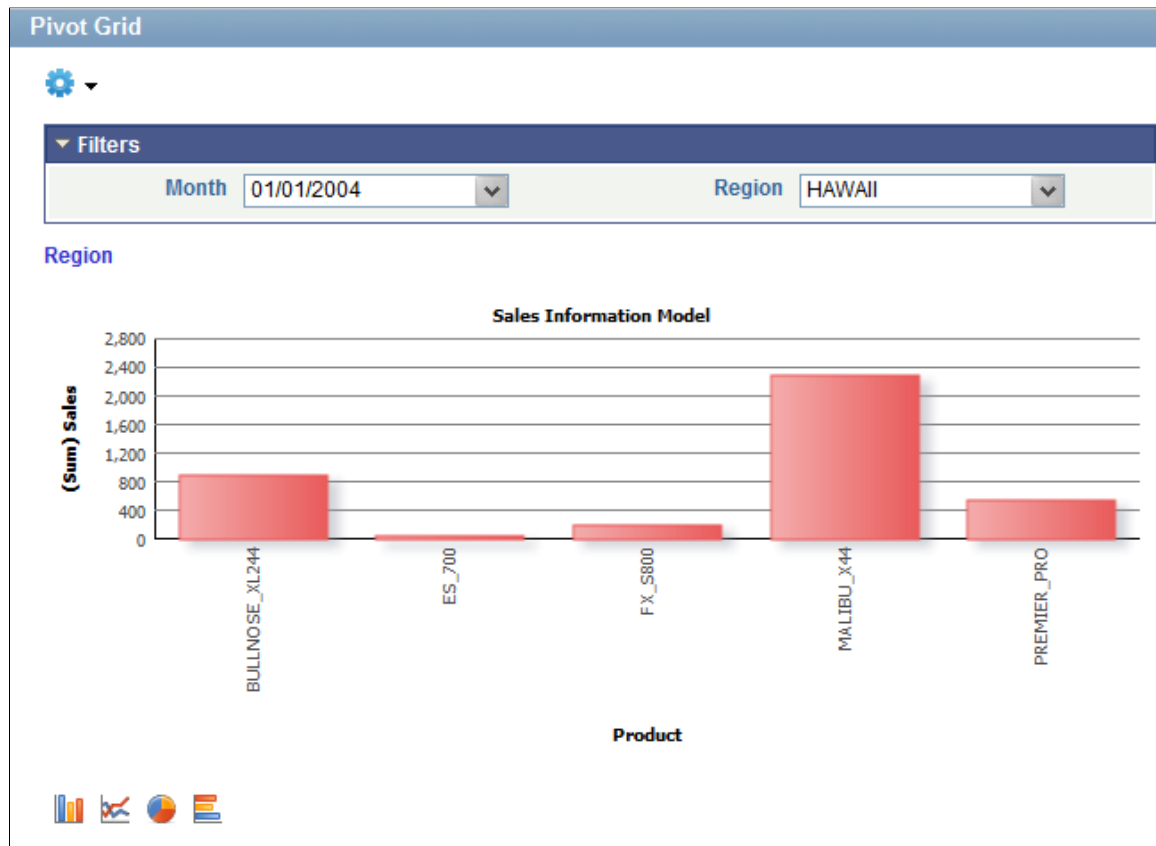 Pivot Grid
Filters
Month 01/01/2004 Region HAWAII
Region
Sales Information Model
(Sum) Sales
2,800
2,400
2,000
1,600
1,200
800
400
0
BULLNOSE_XL244
ES_700
FX_S800
MALIBU_X44
PREMIER_PRO
Product